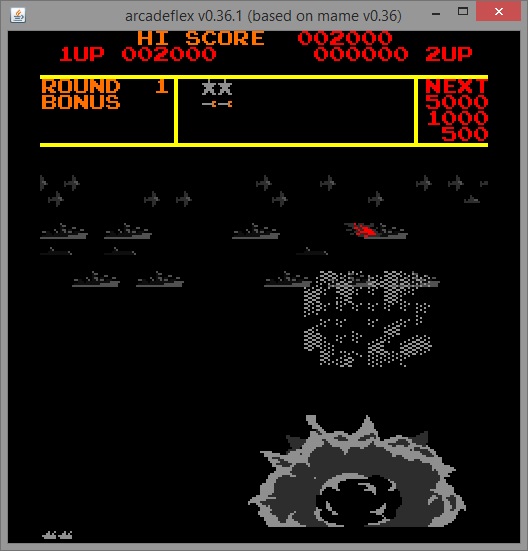 arcadeflex v0.36.1 (based on mame v0.36)
HI SCORE 002000
1UP 002000 000000 2UP
ROUND 1 NEXT
BONUS 5000
1000
500